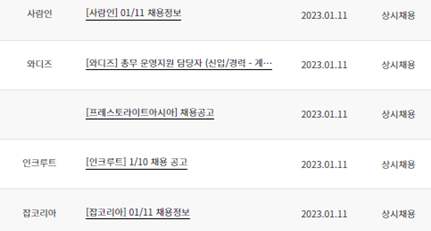 사람인 [사람인] 01/11 채용정보 2023.01.11 상시채용
와디즈 [와디즈] 총무 운영지원 담당자 (신입/경력 - 계… 2023.01.11 상시채용
[프레스토라이트아시아] 채용공고 2023.01.11 상시채용
인크루트 [인크루트] 1/10 채용 공고 2023.01.11 상시채용
잡코리아 [잡코리아] 01/11 채용정보 2023.01.11 상시채용